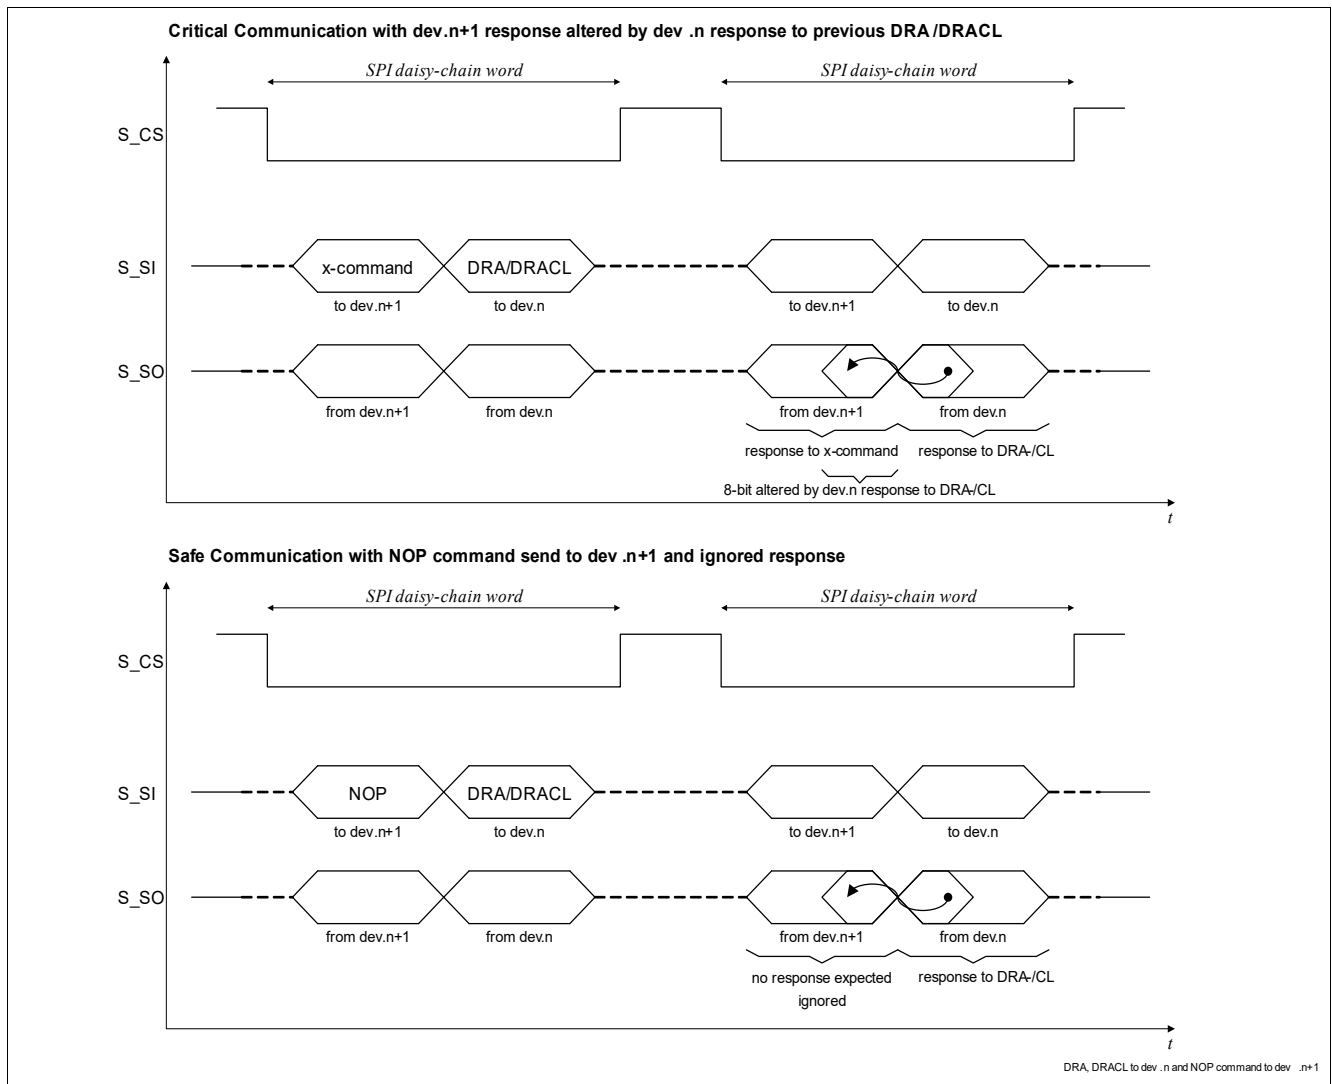 Critical Communication with dev.n+1 response altered by dev .n response to previous DRA/DRACL
SPI daisy-chain word SPI daisy-chain word
S_CS
S_SI x-command DRA/DRACL
to dev.n+1 to dev.n to dev.n+1 to dev.n
S_SO
from dev.n+1 from dev.n from dev.n+1 from dev.n
response to x-command response to DRA-/CL
8-bit altered by dev.n response to DRA-/CL
t
Safe Communication with NOP command send to dev .n+1 and ignored response
SPI daisy-chain word SPI daisy-chain word
S_CS
S_SI NOP DRA/DRACL
to dev.n+1 to dev.n to dev.n+1 to dev.n
S_SO
from dev.n+1 from dev.n from dev.n+1 from dev.n
no response expected response to DRA-/CL
ignored
t
DRA, DRACL to dev .n and NOP command to dev .n+1